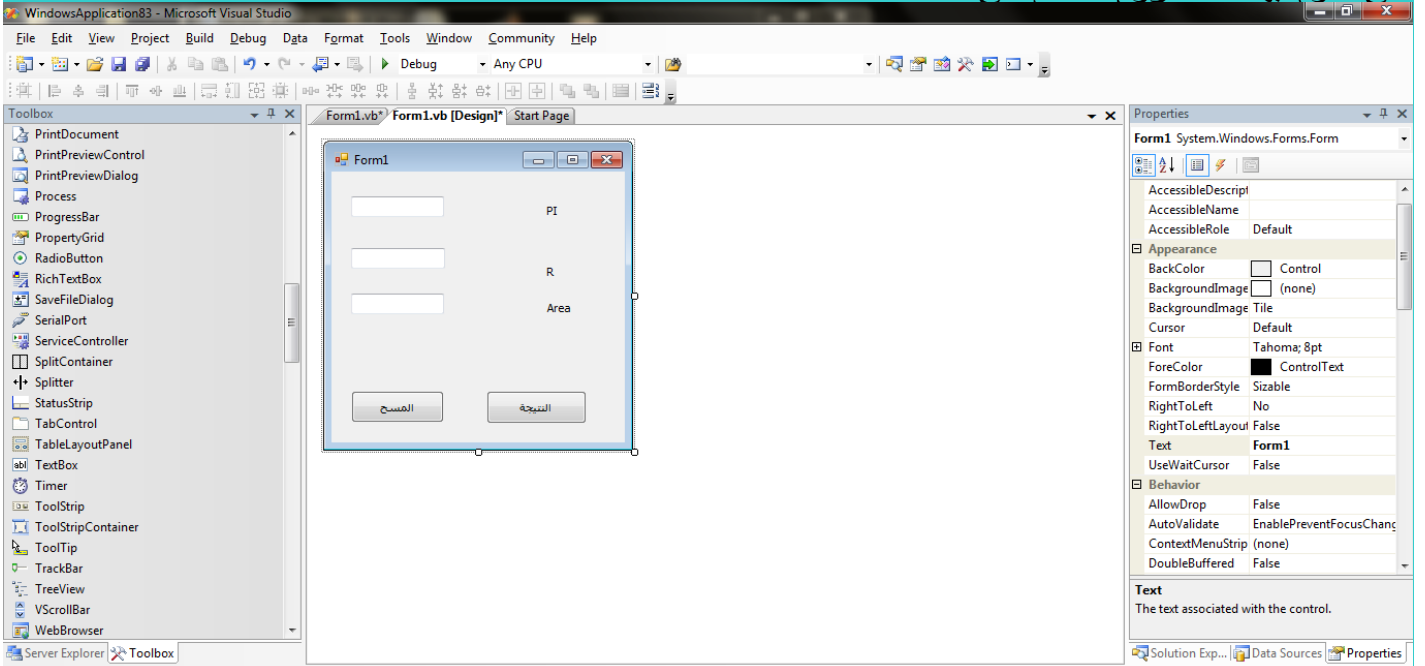 WindowsApplication83 - Microsoft Visual Studio
File Edit View Project Build Debug Data Format Tools Window Community Help
Debug Any CPU
Toolbox
PrintDocument
PrintPreviewControl
PrintPreviewDialog
Process
ProgressBar
PropertyGrid
RadioButton
RichTextBox
SaveFileDialog
SerialPort
ServiceController
SplitContainer
Splitter
StatusStrip
TabControl
TableLayoutPanel
TextBox
Timer
ToolStrip
ToolStripContainer
ToolTip
TrackBar
TreeView
VScrollBar
WebBrowser
Server Explorer Toolbox
Form1.vb* Form1.vb [Design]* Start Page
Form1
PI
R
Area
المسح النتيجة
Properties
Form1 System.Windows.Forms.Form
AccessibleDescript
AccessibleName
AccessibleRole Default
Appearance
BackColor Control
BackgroundImage (none)
BackgroundImage Tile
Cursor Default
Font Tahoma; 8pt
ForeColor ControlText
FormBorderStyle Sizable
RightToLeft No
RightToLeftLayout False
Text Form1
UseWaitCursor False
Behavior
AllowDrop False
AutoValidate EnablePreventFocusChang
ContextMenuStrip (none)
DoubleBuffered False
Text
The text associated with the control.
Solution Exp... Data Sources Properties